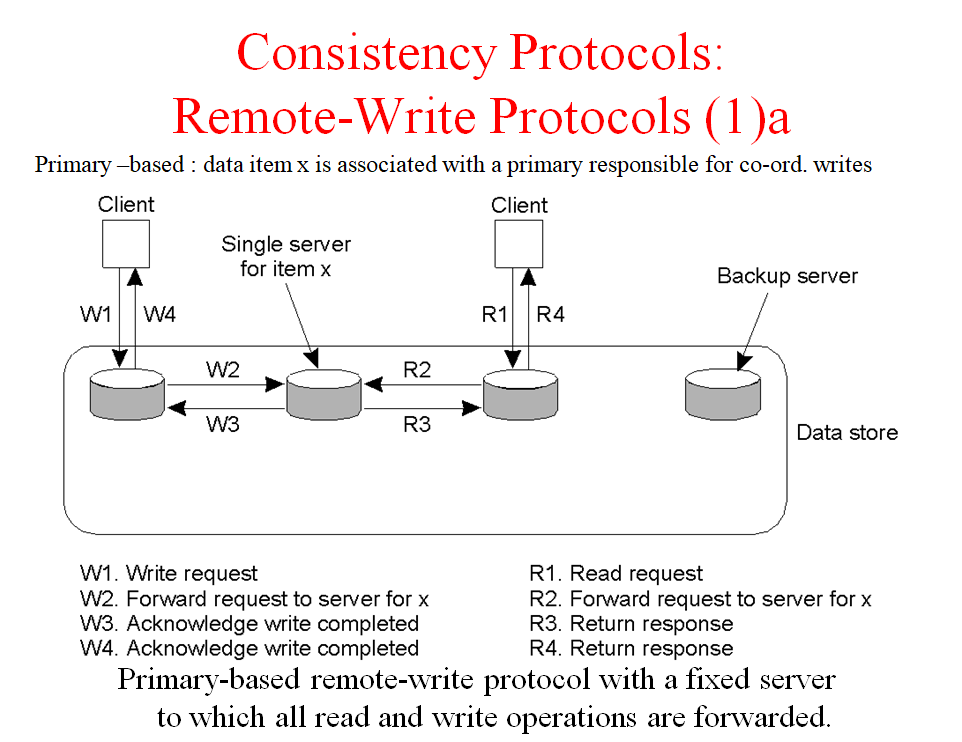 Consistency Protocols:
Remote-Write Protocols (1)a
Primary –based : data item x is associated with a primary responsible for co-ord. writes
Client
Client
Single server
for item x
Backup server
W1
W4
R1
R4
W2
R2
W3
R3
Data store
W1. Write request
W2. Forward request to server for x
W3. Acknowledge write completed
W4. Acknowledge write completed
R1. Read request
R2. Forward request to server for x
R3. Return response
R4. Return response
Primary-based remote-write protocol with a fixed server
to which all read and write operations are forwarded.